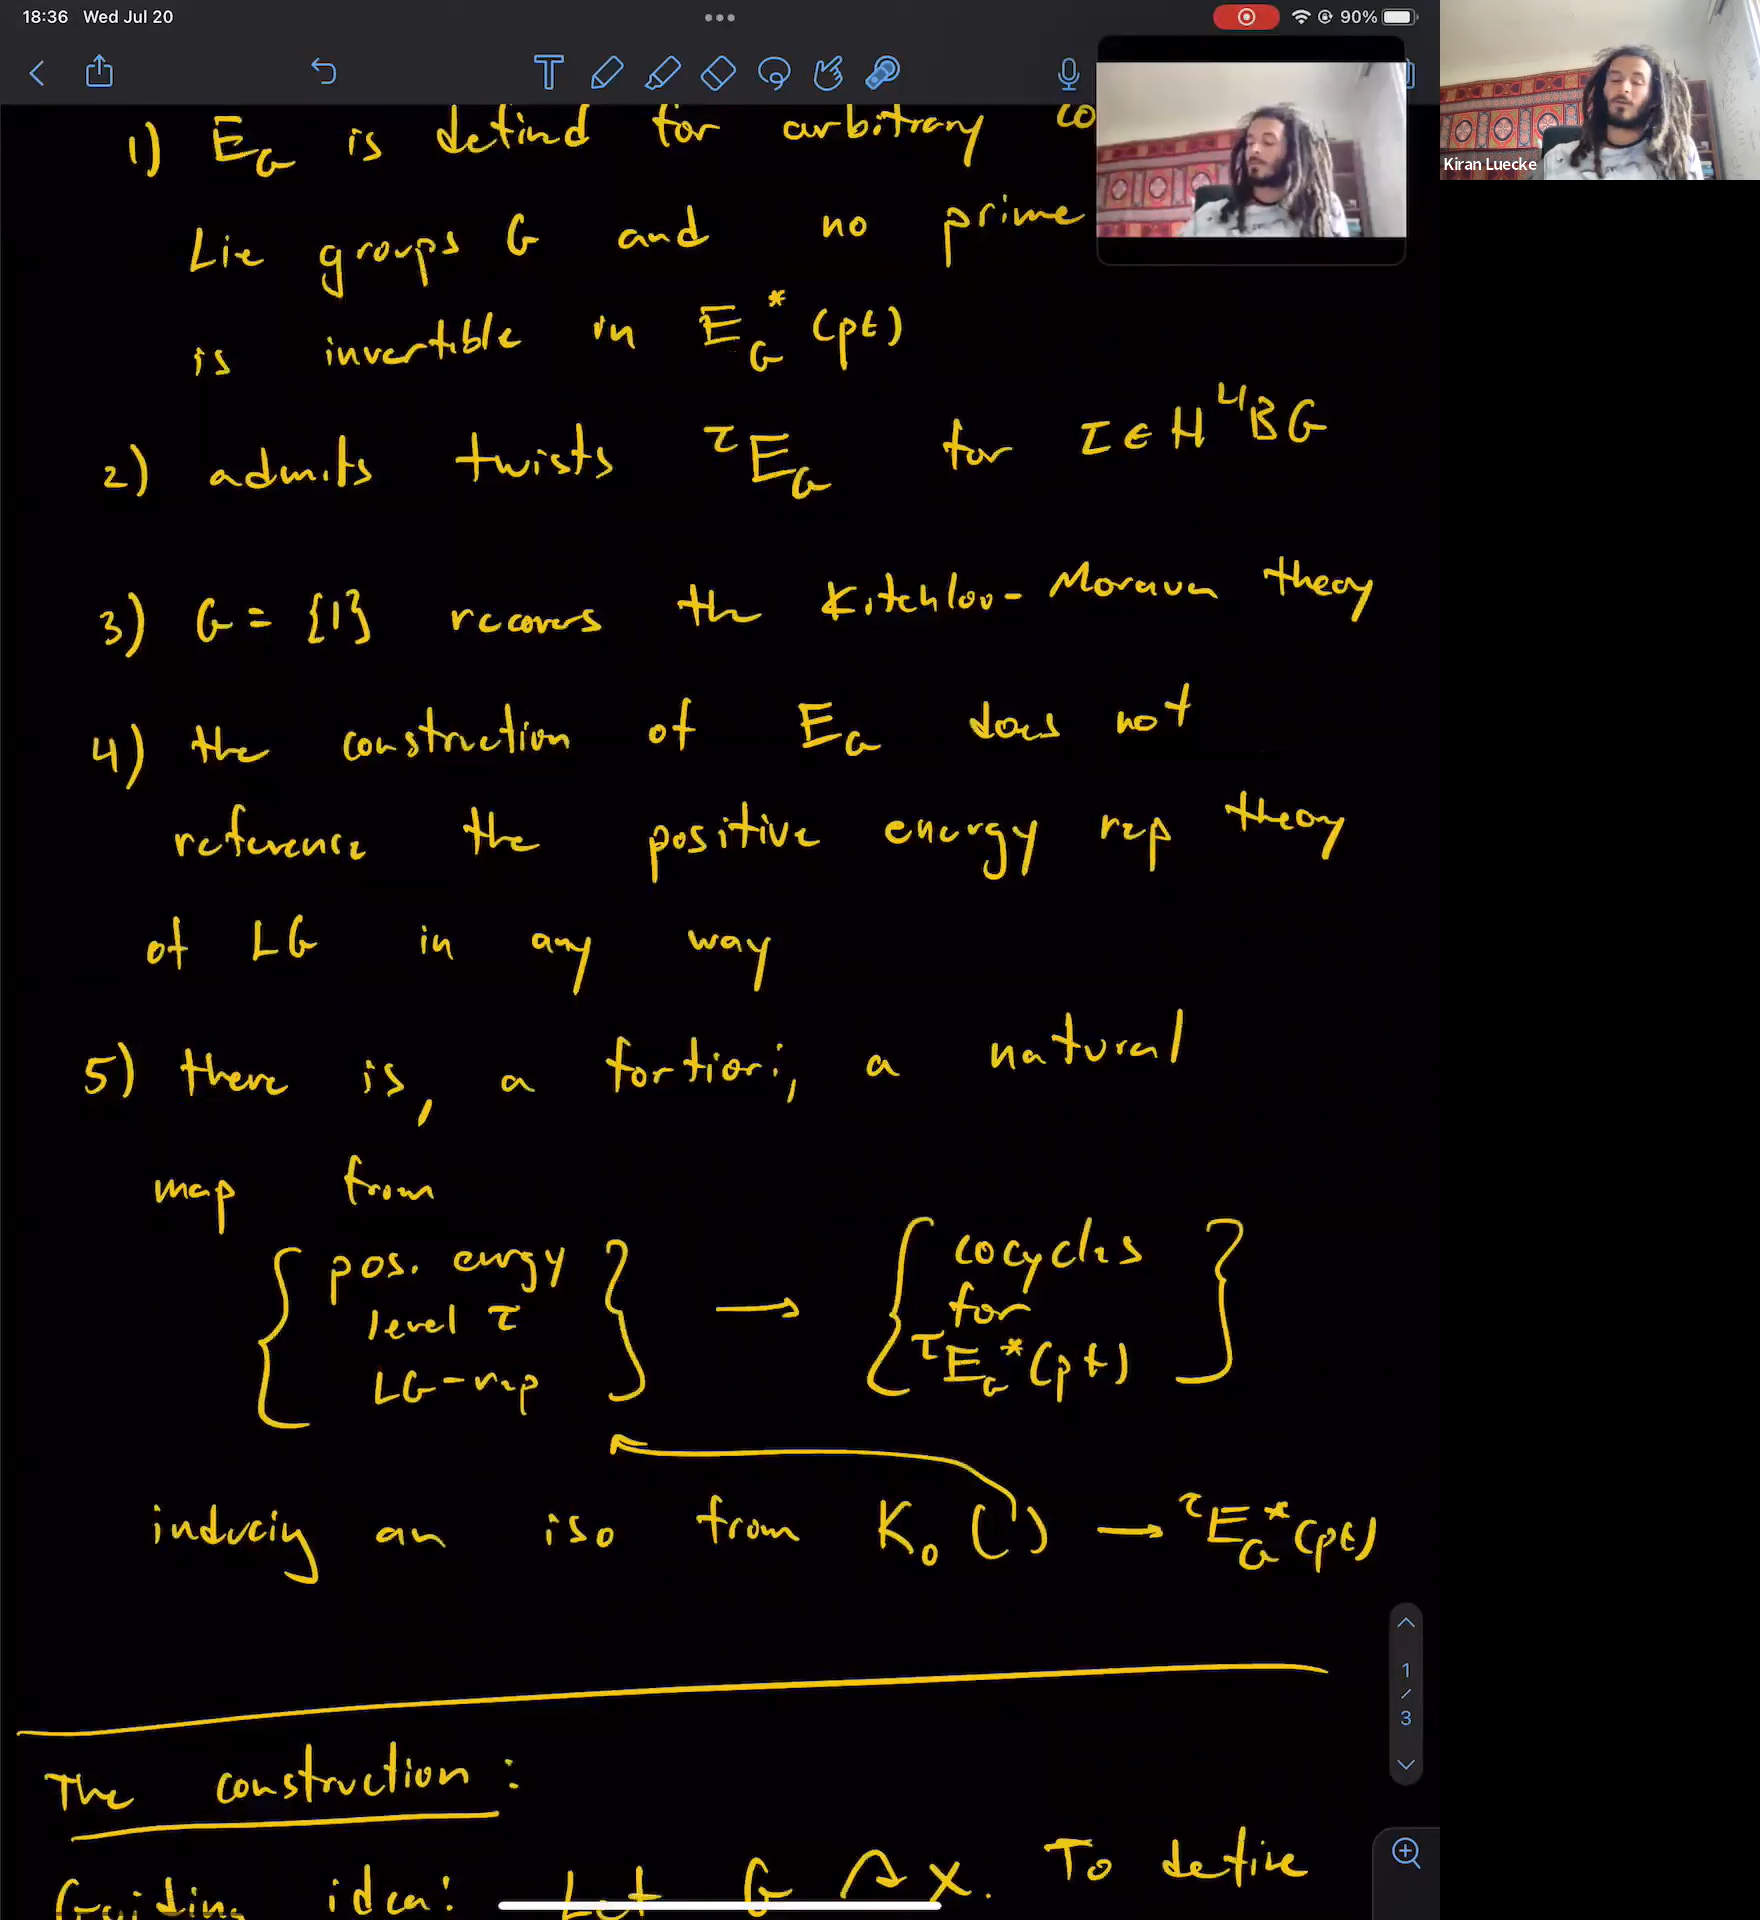 18:36 Wed Jul 20
90%
Kiran Luecke
1) E_G is defind for arbitrary co
Lie groups G and no prime
is invertible in E_G^*(pt)
2) admits twists ^τE_G for τ ∈ H^4BG
3) G = {1} recovers the Kitchloo-Morava theory
4) the construction of E_G does not
reference the positive energy rep theory
of LG in any way
5) there is, a fortiori, a natural
map from
{ pos. enrgy level τ LG-rep } → { cocycles for ^τE_G^*(pt) }
inducing an iso from K_0( ) → ^τE_G^*(pt)
1
/
3
The construction:
Guiding idea: Let G ↷ X. To define